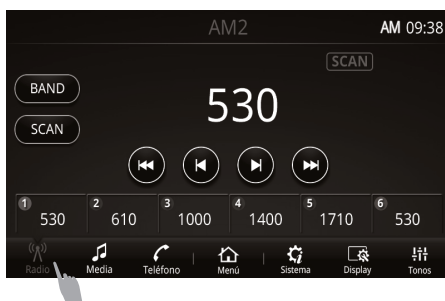 AM2 AM 09:38
SCAN
BAND
530
SCAN
1 2 3 4 5 6
530 610 1000 1400 1710 530
Radio Media Teléfono Menú Sistema Display Tonos